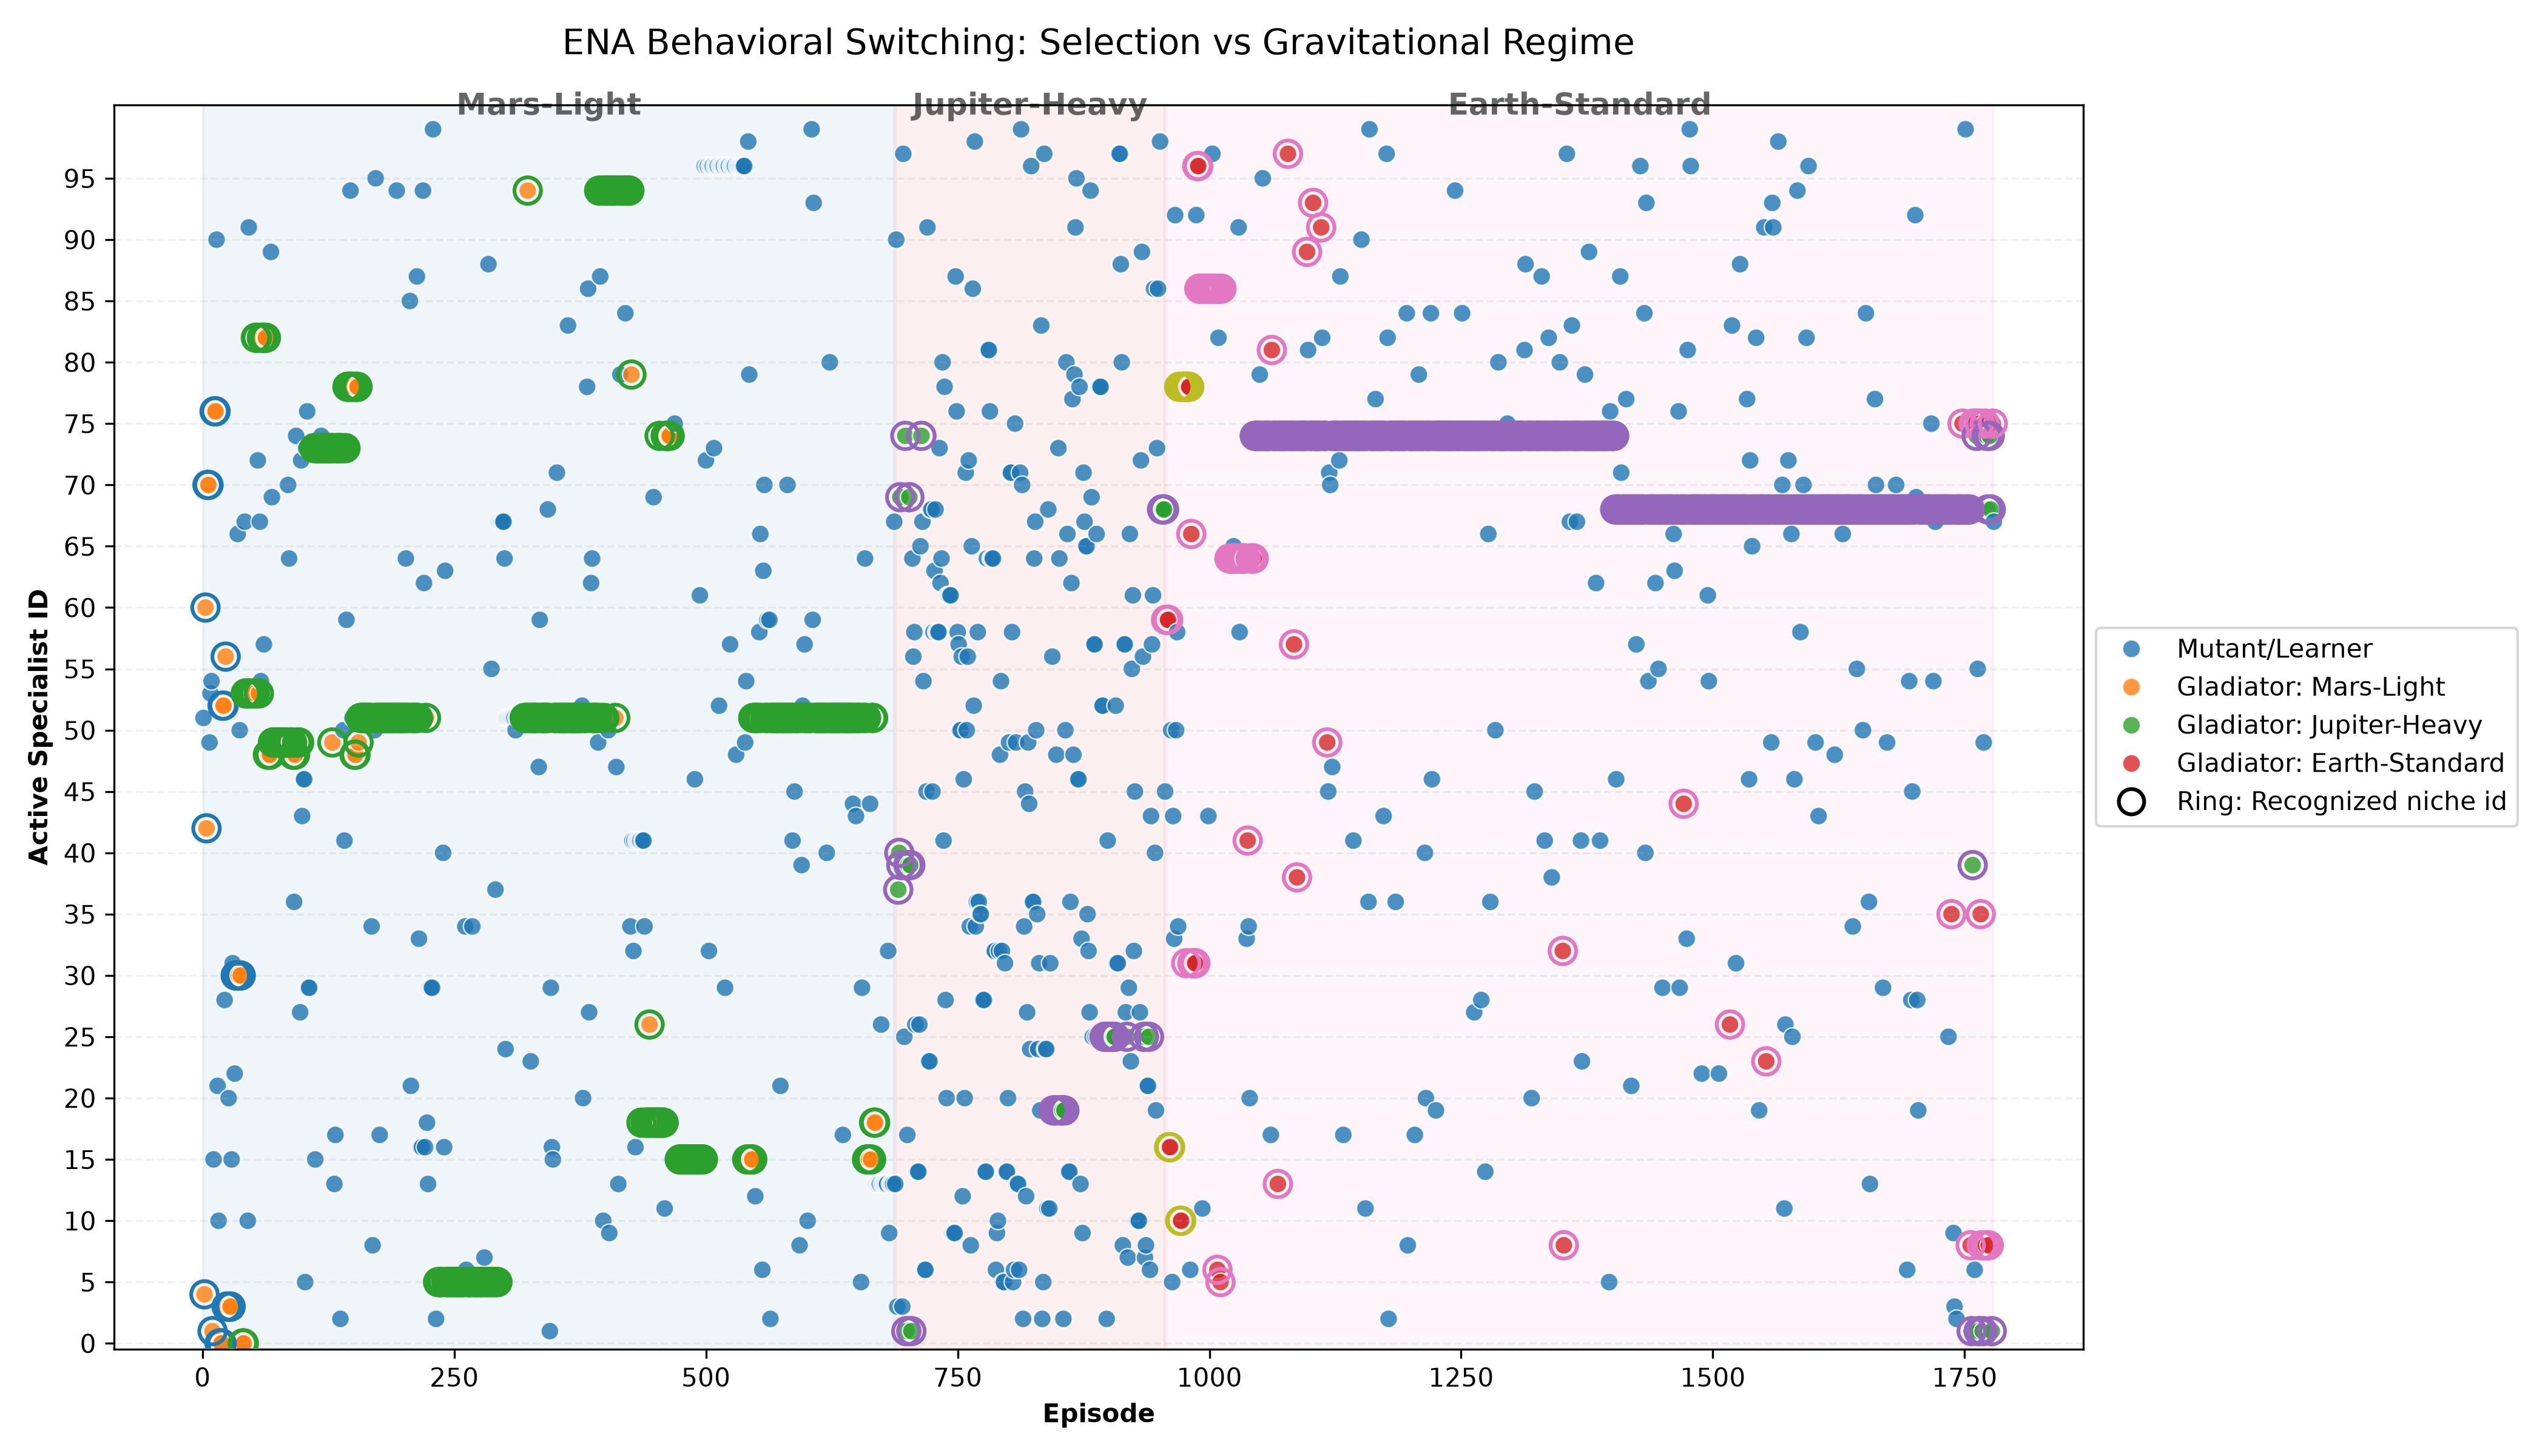 ENA Behavioral Switching: Selection vs Gravitational Regime
Mars-Light
Jupiter-Heavy
Earth-Standard
95
90
85
80
75
70
65
60
55
50
45
40
35
30
25
20
15
10
5
0
Active Specialist ID
0
250
500
750
1000
1250
1500
1750
Episode
Mutant/Learner
Gladiator: Mars-Light
Gladiator: Jupiter-Heavy
Gladiator: Earth-Standard
Ring: Recognized niche id